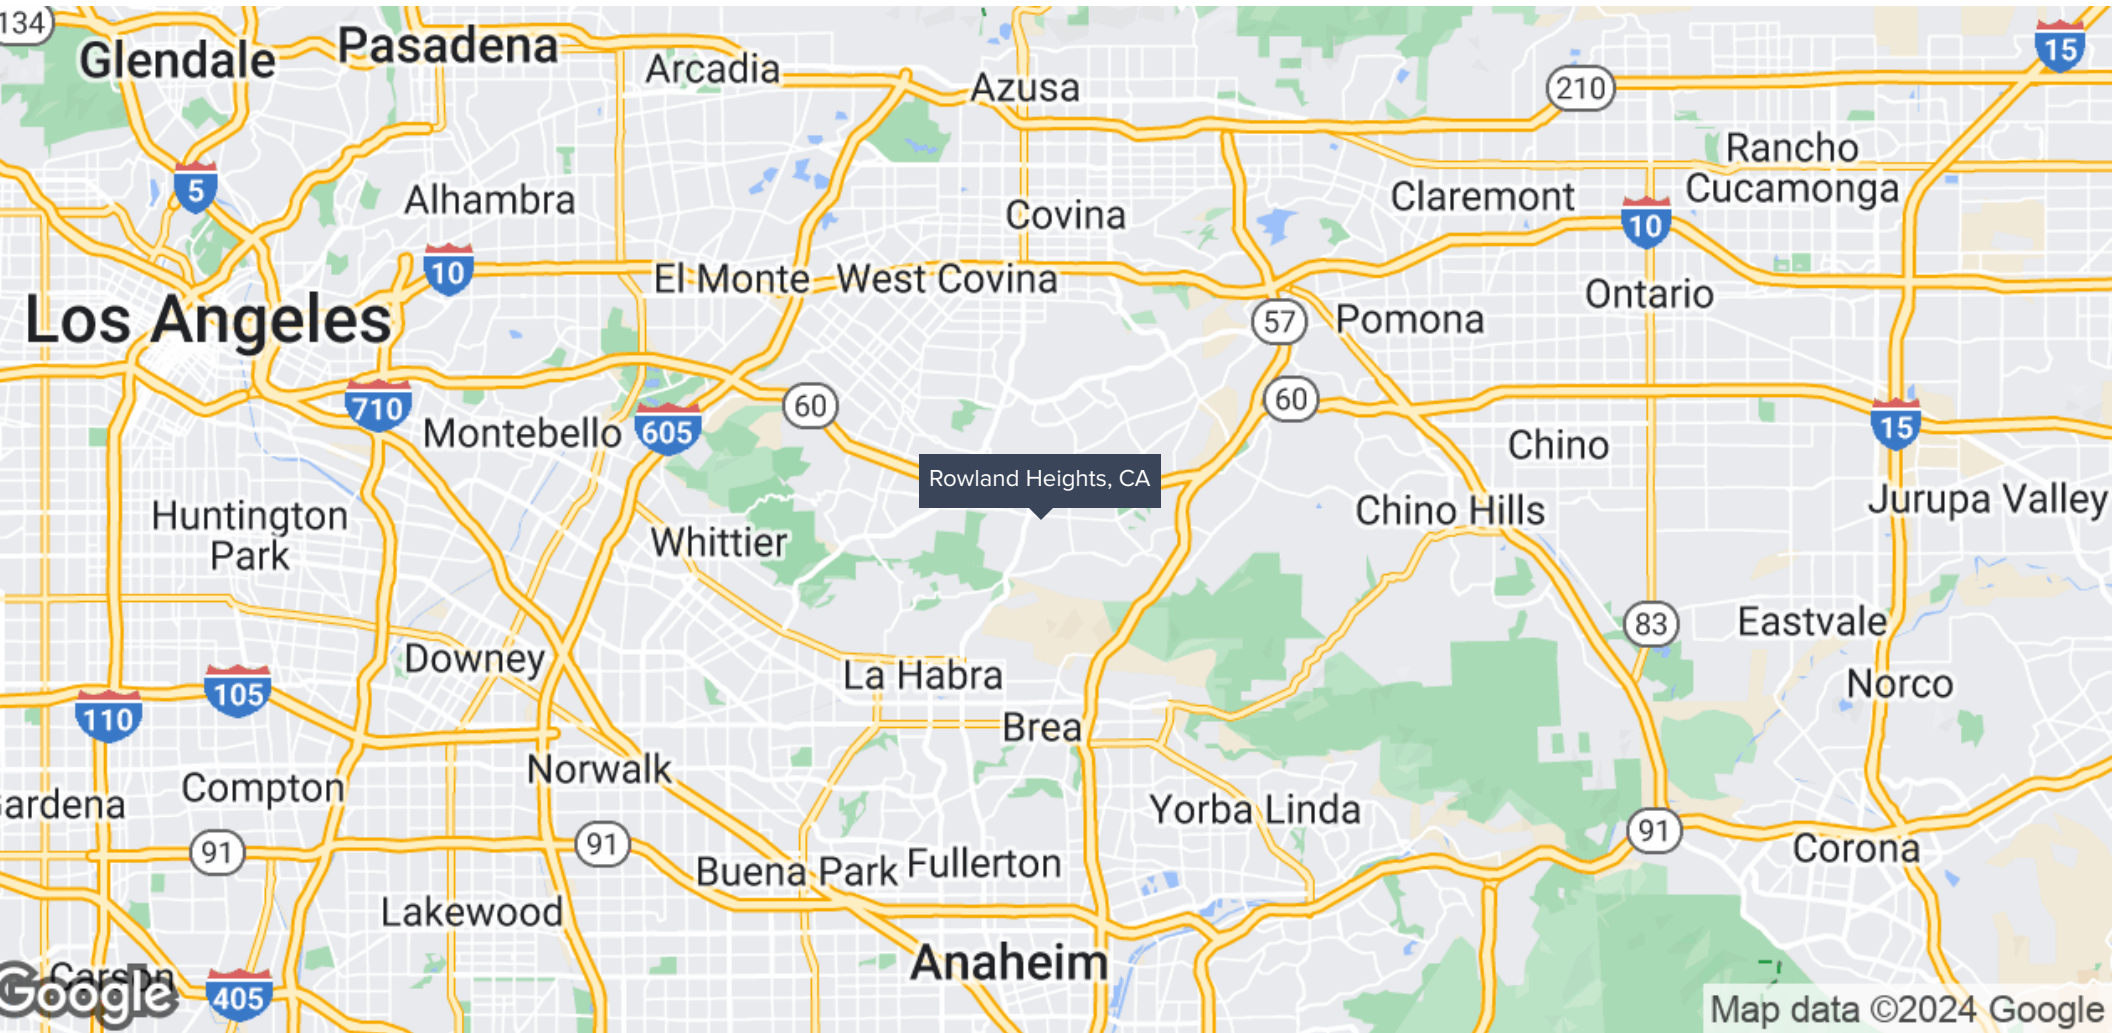 134
Glendale
Pasadena
Arcadia
Azusa
210
15
Rancho
Cucamonga
5
Alhambra
Covina
Claremont
10
10
El Monte
West Covina
Ontario
Los Angeles
57
Pomona
710
Montebello
605
60
60
Chino
15
Rowland Heights, CA
Jurupa Valley
Huntington
Park
Whittier
Chino Hills
83
Eastvale
Downey
La Habra
Norco
110
105
Brea
Norwalk
Compton
Gardena
Yorba Linda
91
91
91
Corona
Buena Park
Fullerton
Lakewood
Anaheim
Carson
Google
405
Map data ©2024 Google